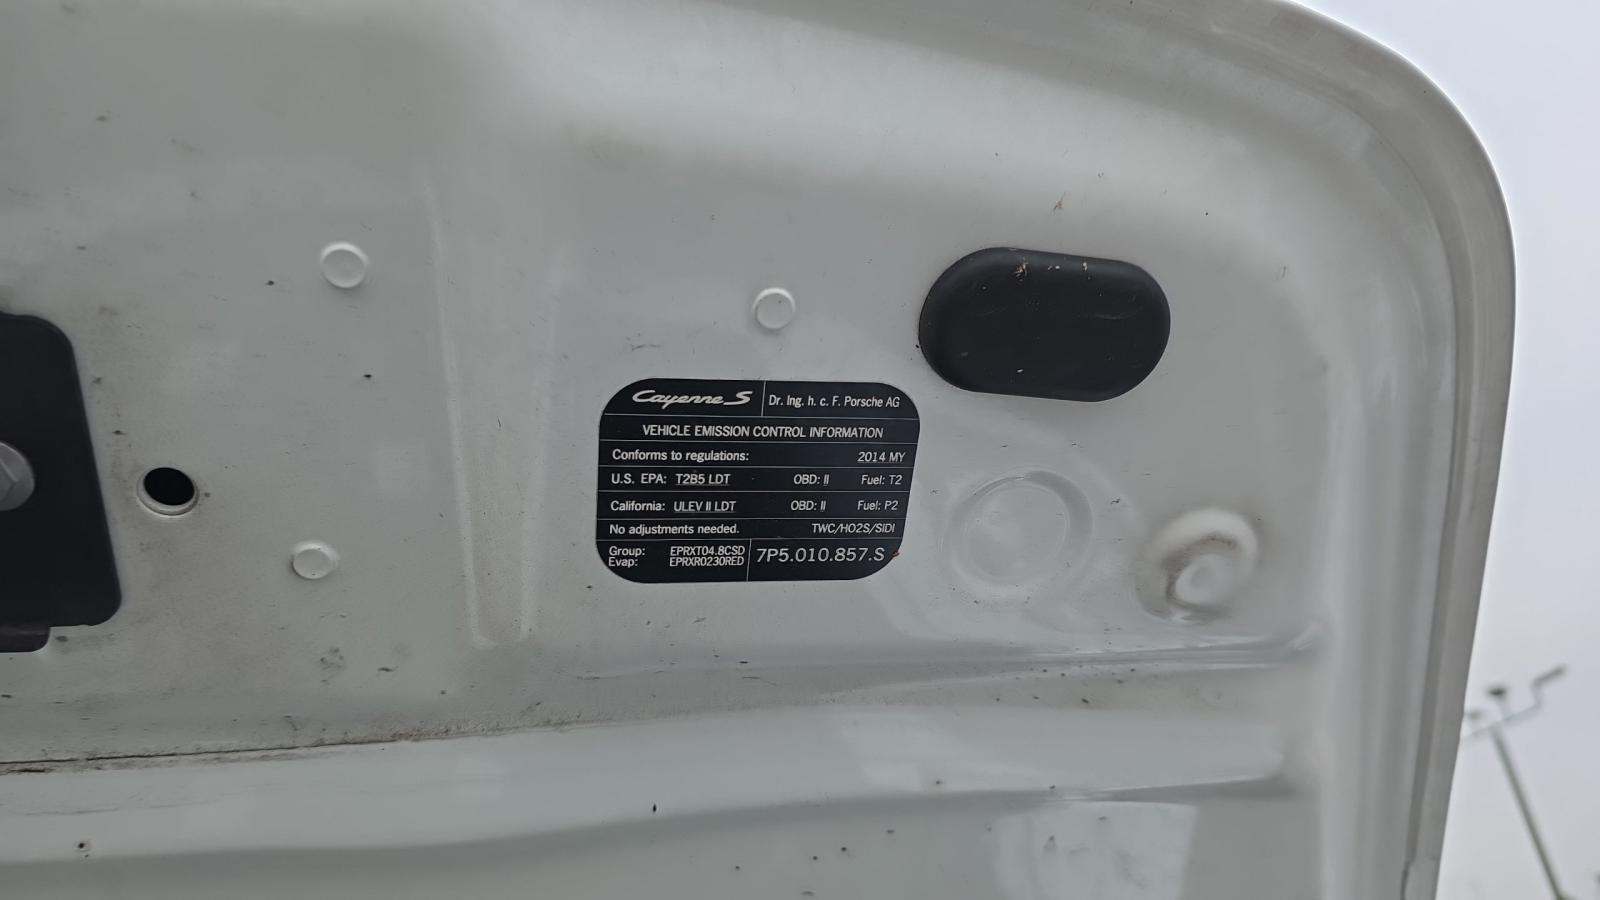 Cayenne S Dr. Ing. h. c. F. Porsche AG
VEHICLE EMISSION CONTROL INFORMATION
Conforms to regulations: 2014 MY
U.S. EPA: T2B5 LDT OBD: II Fuel: T2
California: ULEV II LDT OBD: II Fuel: P2
No adjustments needed. TWC/HO2S/SIDI
Group: EPRXT04.8CSD
Evap: EPRXR0230RED
7P5.010.857.S